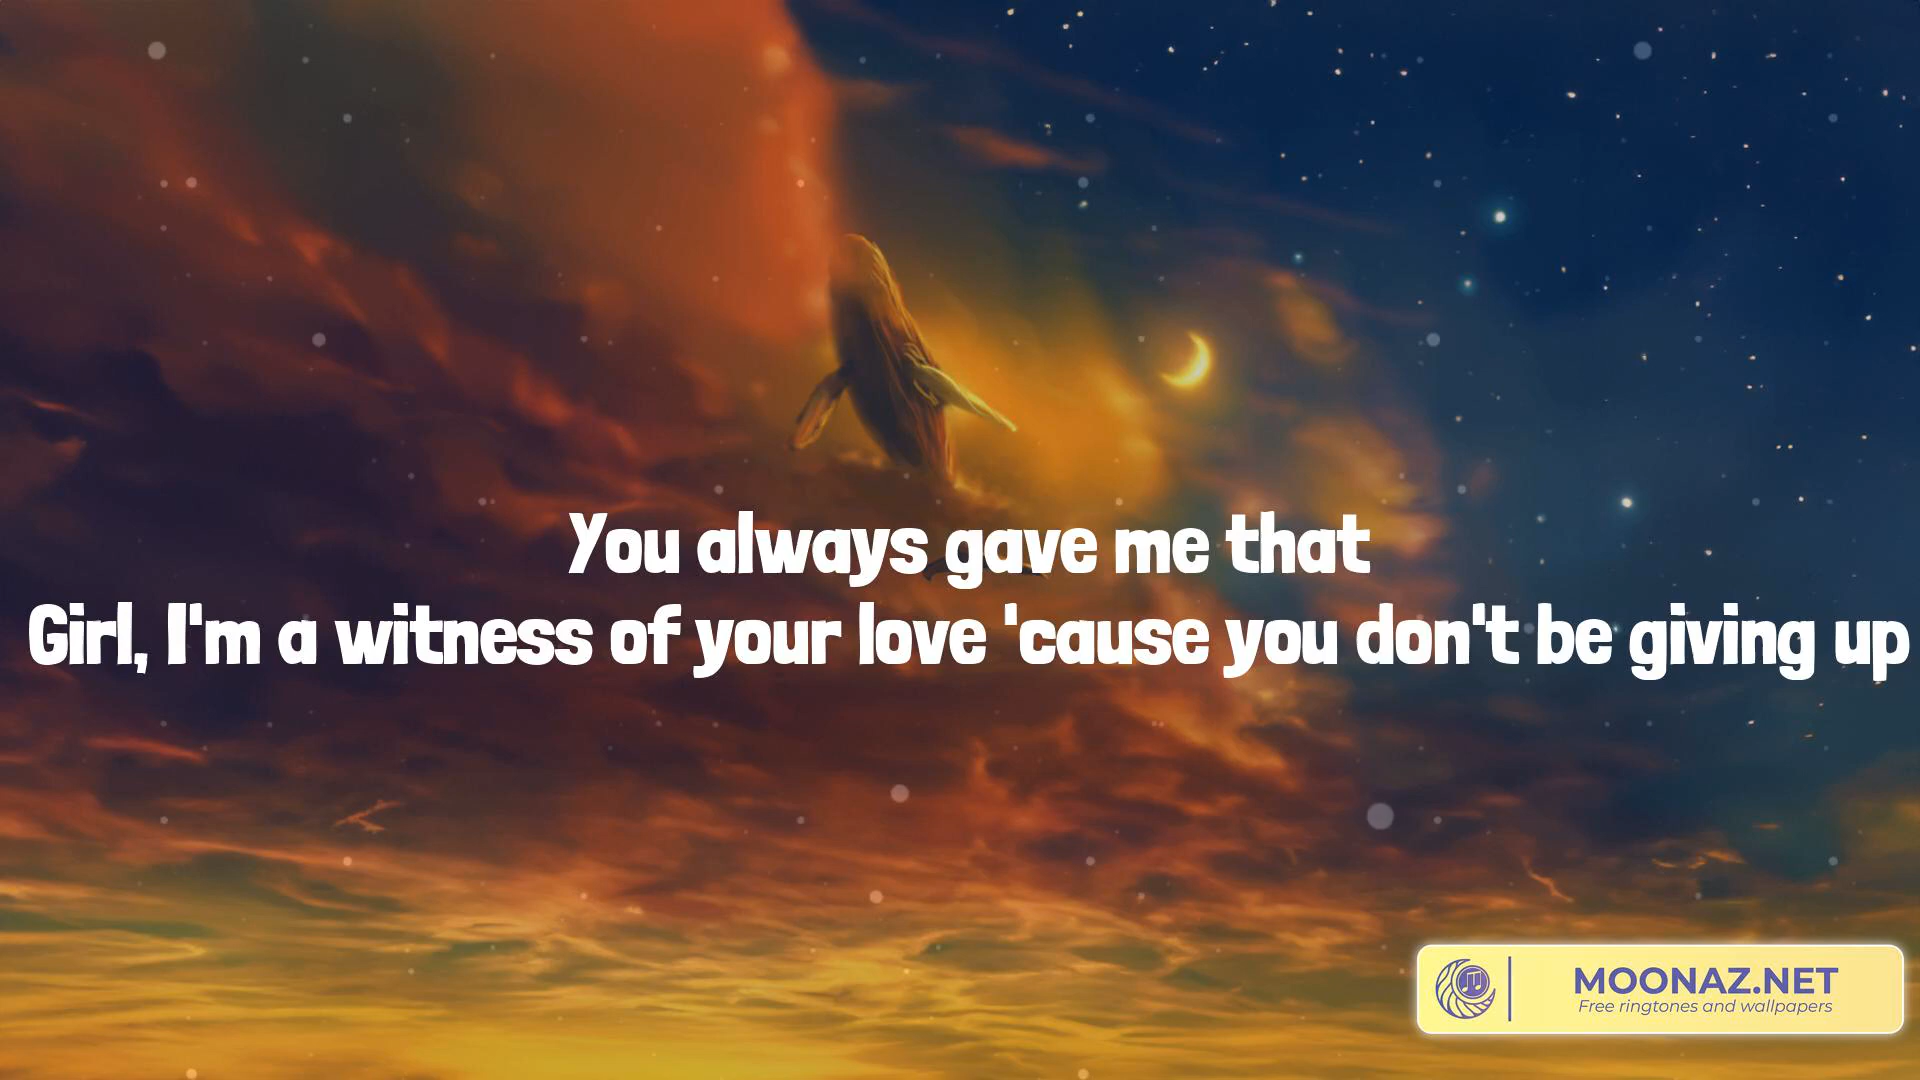 You always gave me that
Girl, I'm a witness of your love 'cause you don't be giving up
MOONAZ.NET
Free ringtones and wallpapers